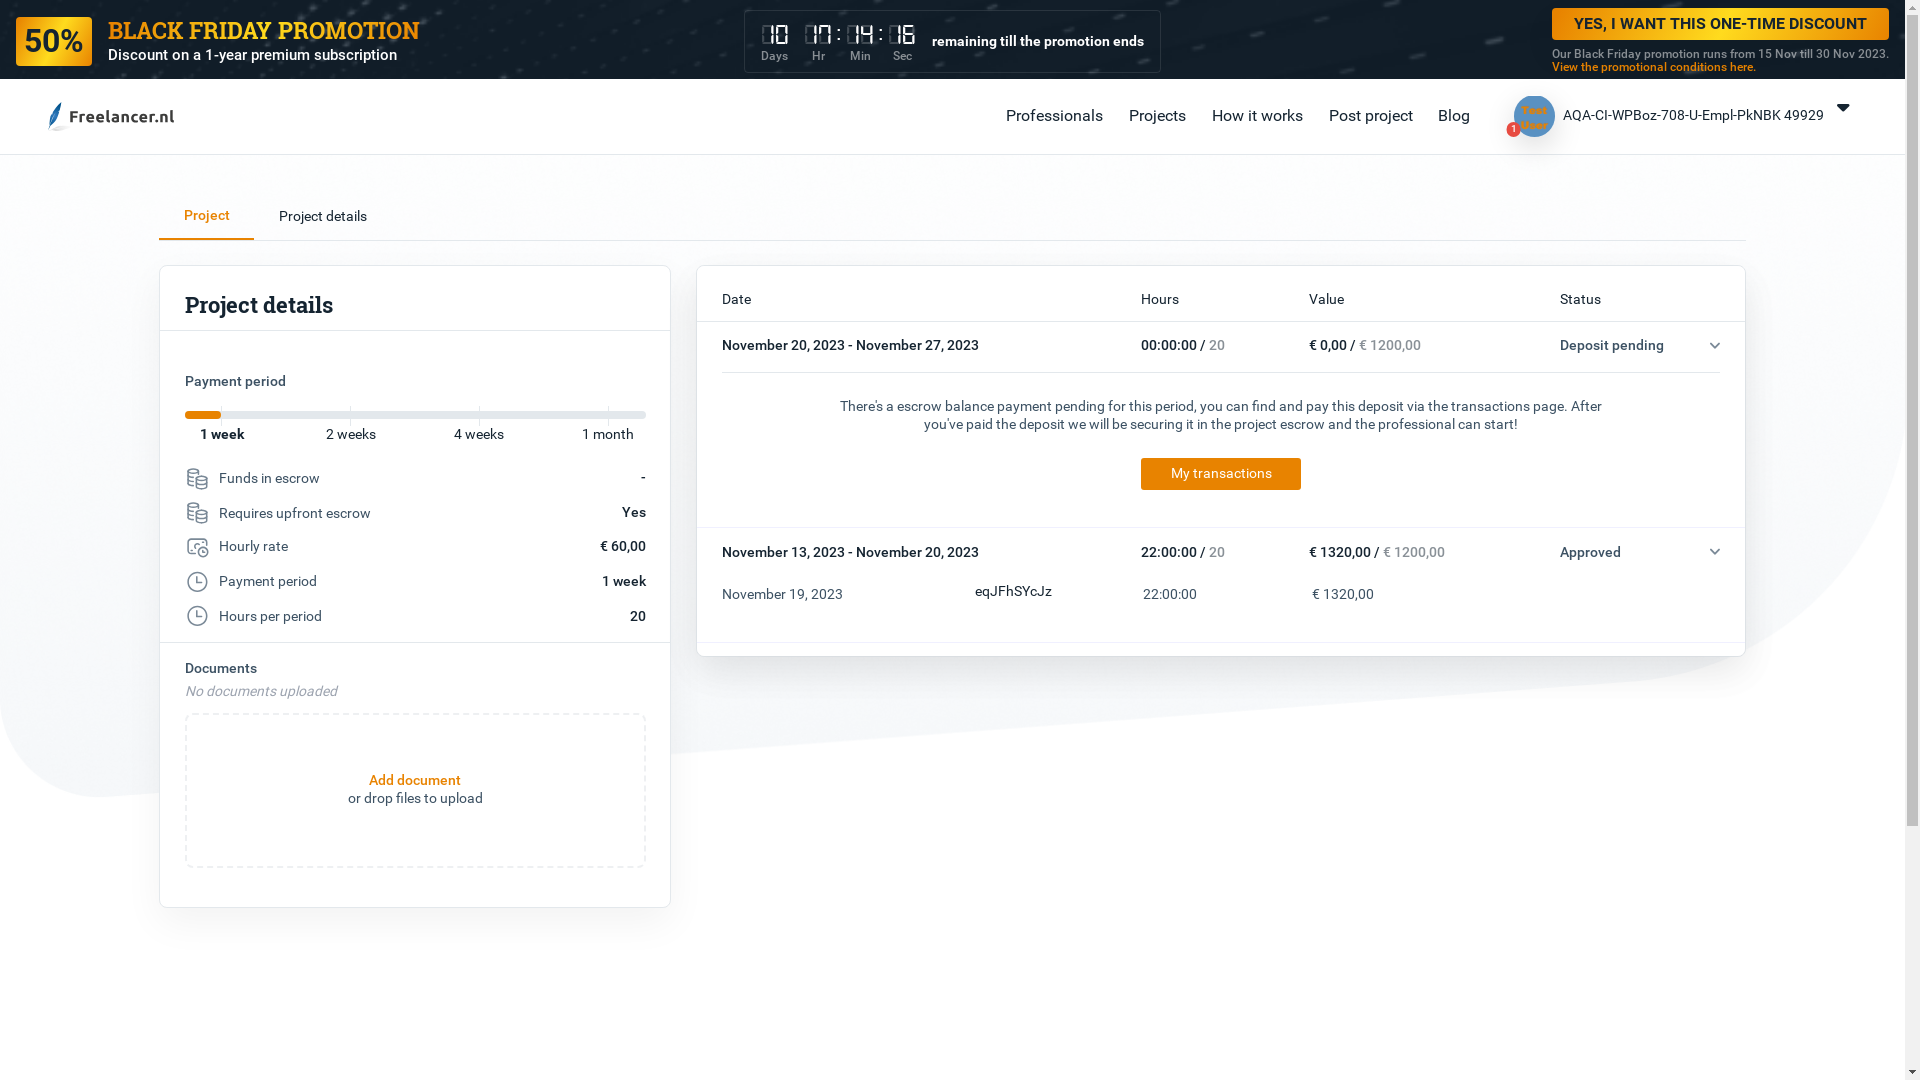 50%
BLACK FRIDAY PROMOTION
Discount on a 1-year premium subscription
10 17 : 14 : 16
Days Hr Min Sec
remaining till the promotion ends
YES, I WANT THIS ONE-TIME DISCOUNT
Our Black Friday promotion runs from 15 Nov till 30 Nov 2023.
View the promotional conditions here.
Freelancer.nl
Professionals
Projects
How it works
Post project
Blog
Test
User
1
AQA-CI-WPBoz-708-U-Empl-PkNBK 49929
Project
Project details
Project details
Payment period
1 week 2 weeks 4 weeks 1 month
Funds in escrow -
Requires upfront escrow Yes
Hourly rate € 60,00
Payment period 1 week
Hours per period 20
Documents
No documents uploaded
Add document
or drop files to upload
Date Hours Value Status
November 20, 2023 - November 27, 2023 00:00:00 / 20 € 0,00 / € 1200,00 Deposit pending
There's a escrow balance payment pending for this period, you can find and pay this deposit via the transactions page. After
you've paid the deposit we will be securing it in the project escrow and the professional can start!
My transactions
November 13, 2023 - November 20, 2023 22:00:00 / 20 € 1320,00 / € 1200,00 Approved
November 19, 2023 eqJFhSYcJz 22:00:00 € 1320,00